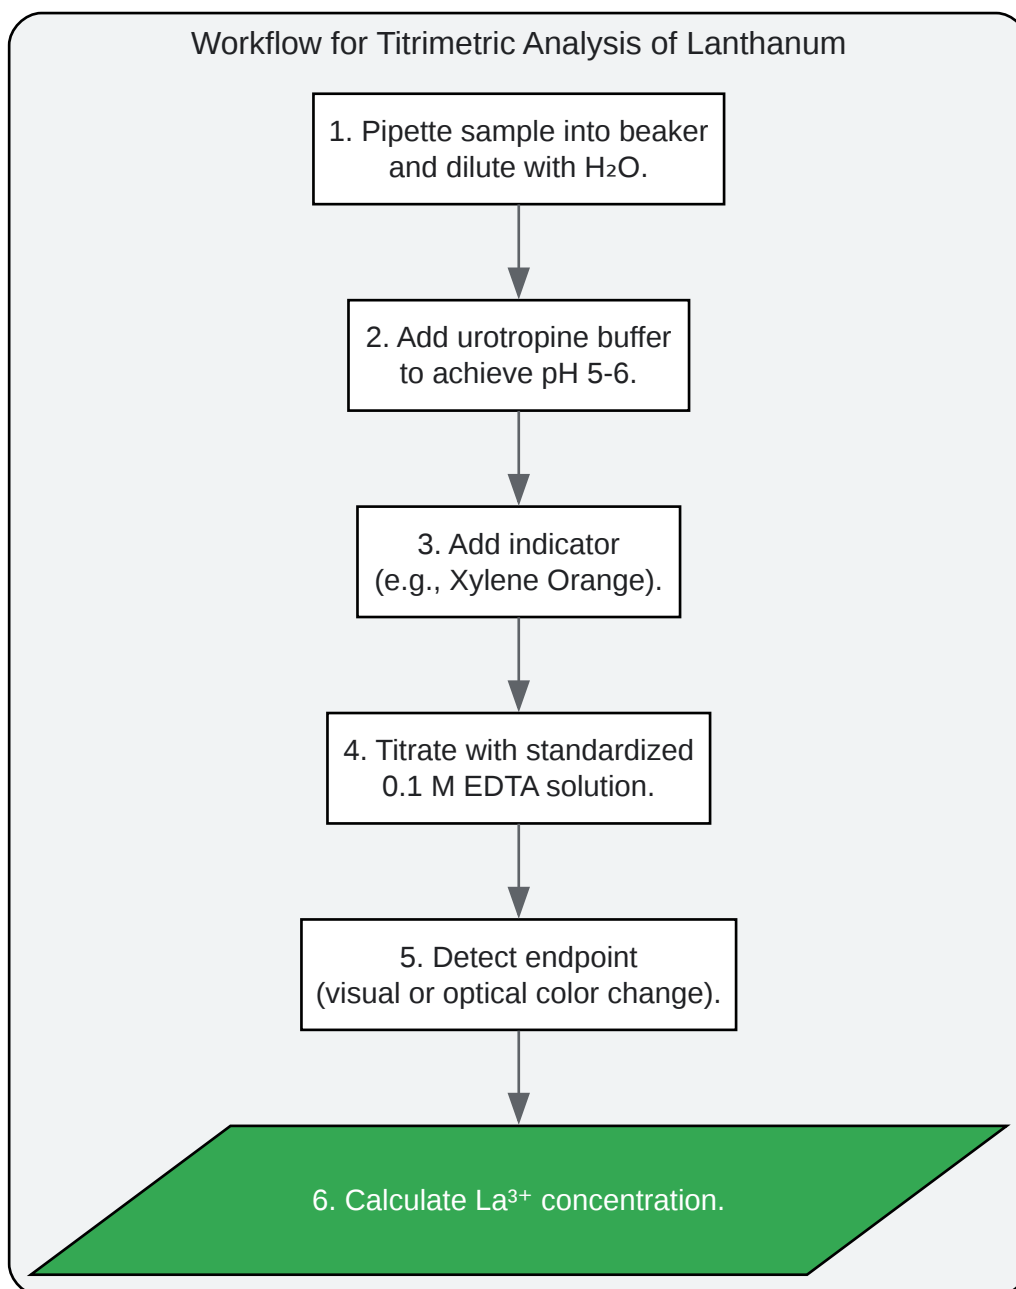 Workflow for Titrimetric Analysis of Lanthanum
1. Pipette sample into beaker
and dilute with H₂O.
2. Add urotropine buffer
to achieve pH 5-6.
3. Add indicator
(e.g., Xylene Orange).
4. Titrate with standardized
0.1 M EDTA solution.
5. Detect endpoint
(visual or optical color change).
6. Calculate La³⁺ concentration.